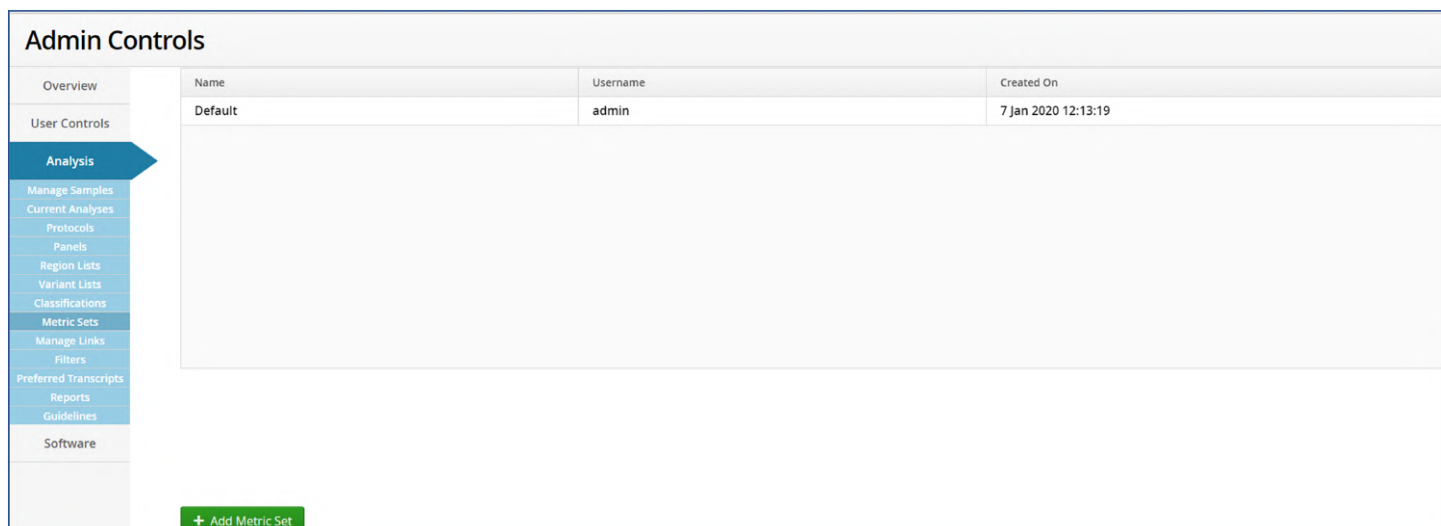 Admin Controls
Overview
User Controls
Analysis
Manage Samples
Current Analyses
Protocols
Panels
Region Lists
Variant Lists
Classifications
Metric Sets
Manage Links
Filters
Preferred Transcripts
Reports
Guidelines
Software
Name Username Created On
Default admin 7 Jan 2020 12:13:19
+ Add Metric Set